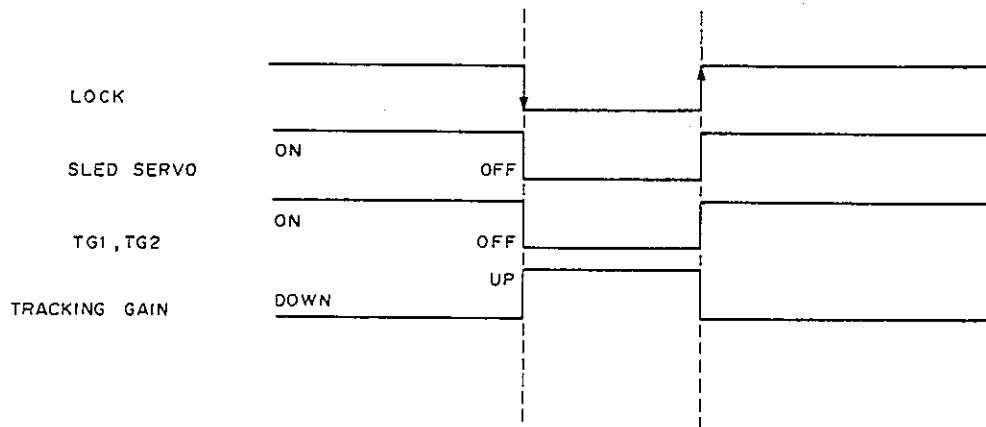 LOCK
ON
SLED SERVO
OFF
ON
TG1, TG2
OFF
UP
TRACKING GAIN
DOWN